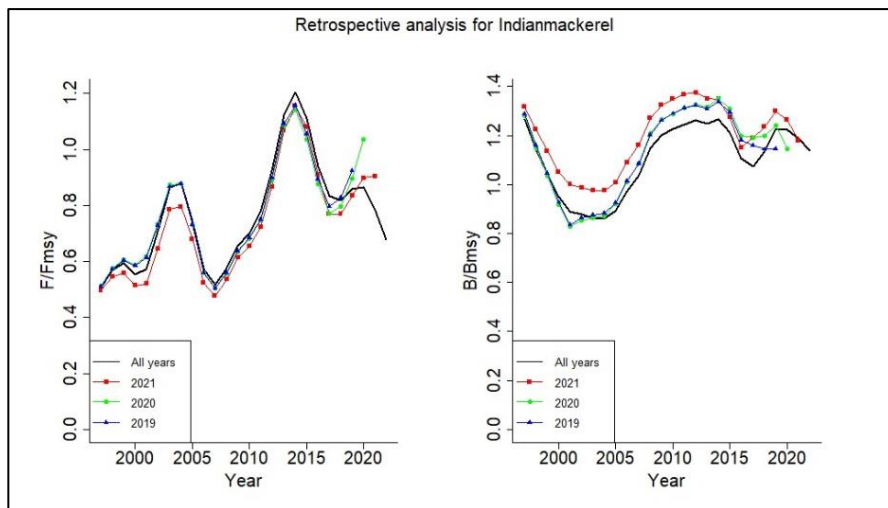 Retrospective analysis for Indianmackerel
F/Fmsy
1.2
1.0
0.8
0.6
0.4
0.2
0.0
All years
2021
2020
2019
2000 2005 2010 2015 2020
Year
B/Bmsy
1.4
1.2
1.0
0.8
0.6
0.4
0.2
0.0
All years
2021
2020
2019
2000 2005 2010 2015 2020
Year